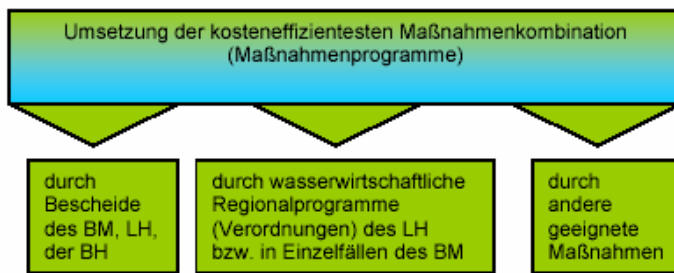 Umsetzung der kosteneffizientesten Maßnahmenkombination
(Maßnahmenprogramme)
durch
Bescheide
des BM, LH,
der BH
durch wasserwirtschaftliche
Regionalprogramme
(Verordnungen) des LH
bzw. in Einzelfällen des BM
durch
andere
geeignete
Maßnahmen